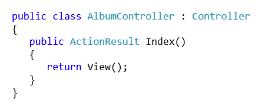 public class AlbumController : Controller
{
    public ActionResult Index()
    {
        return View();
    }
}